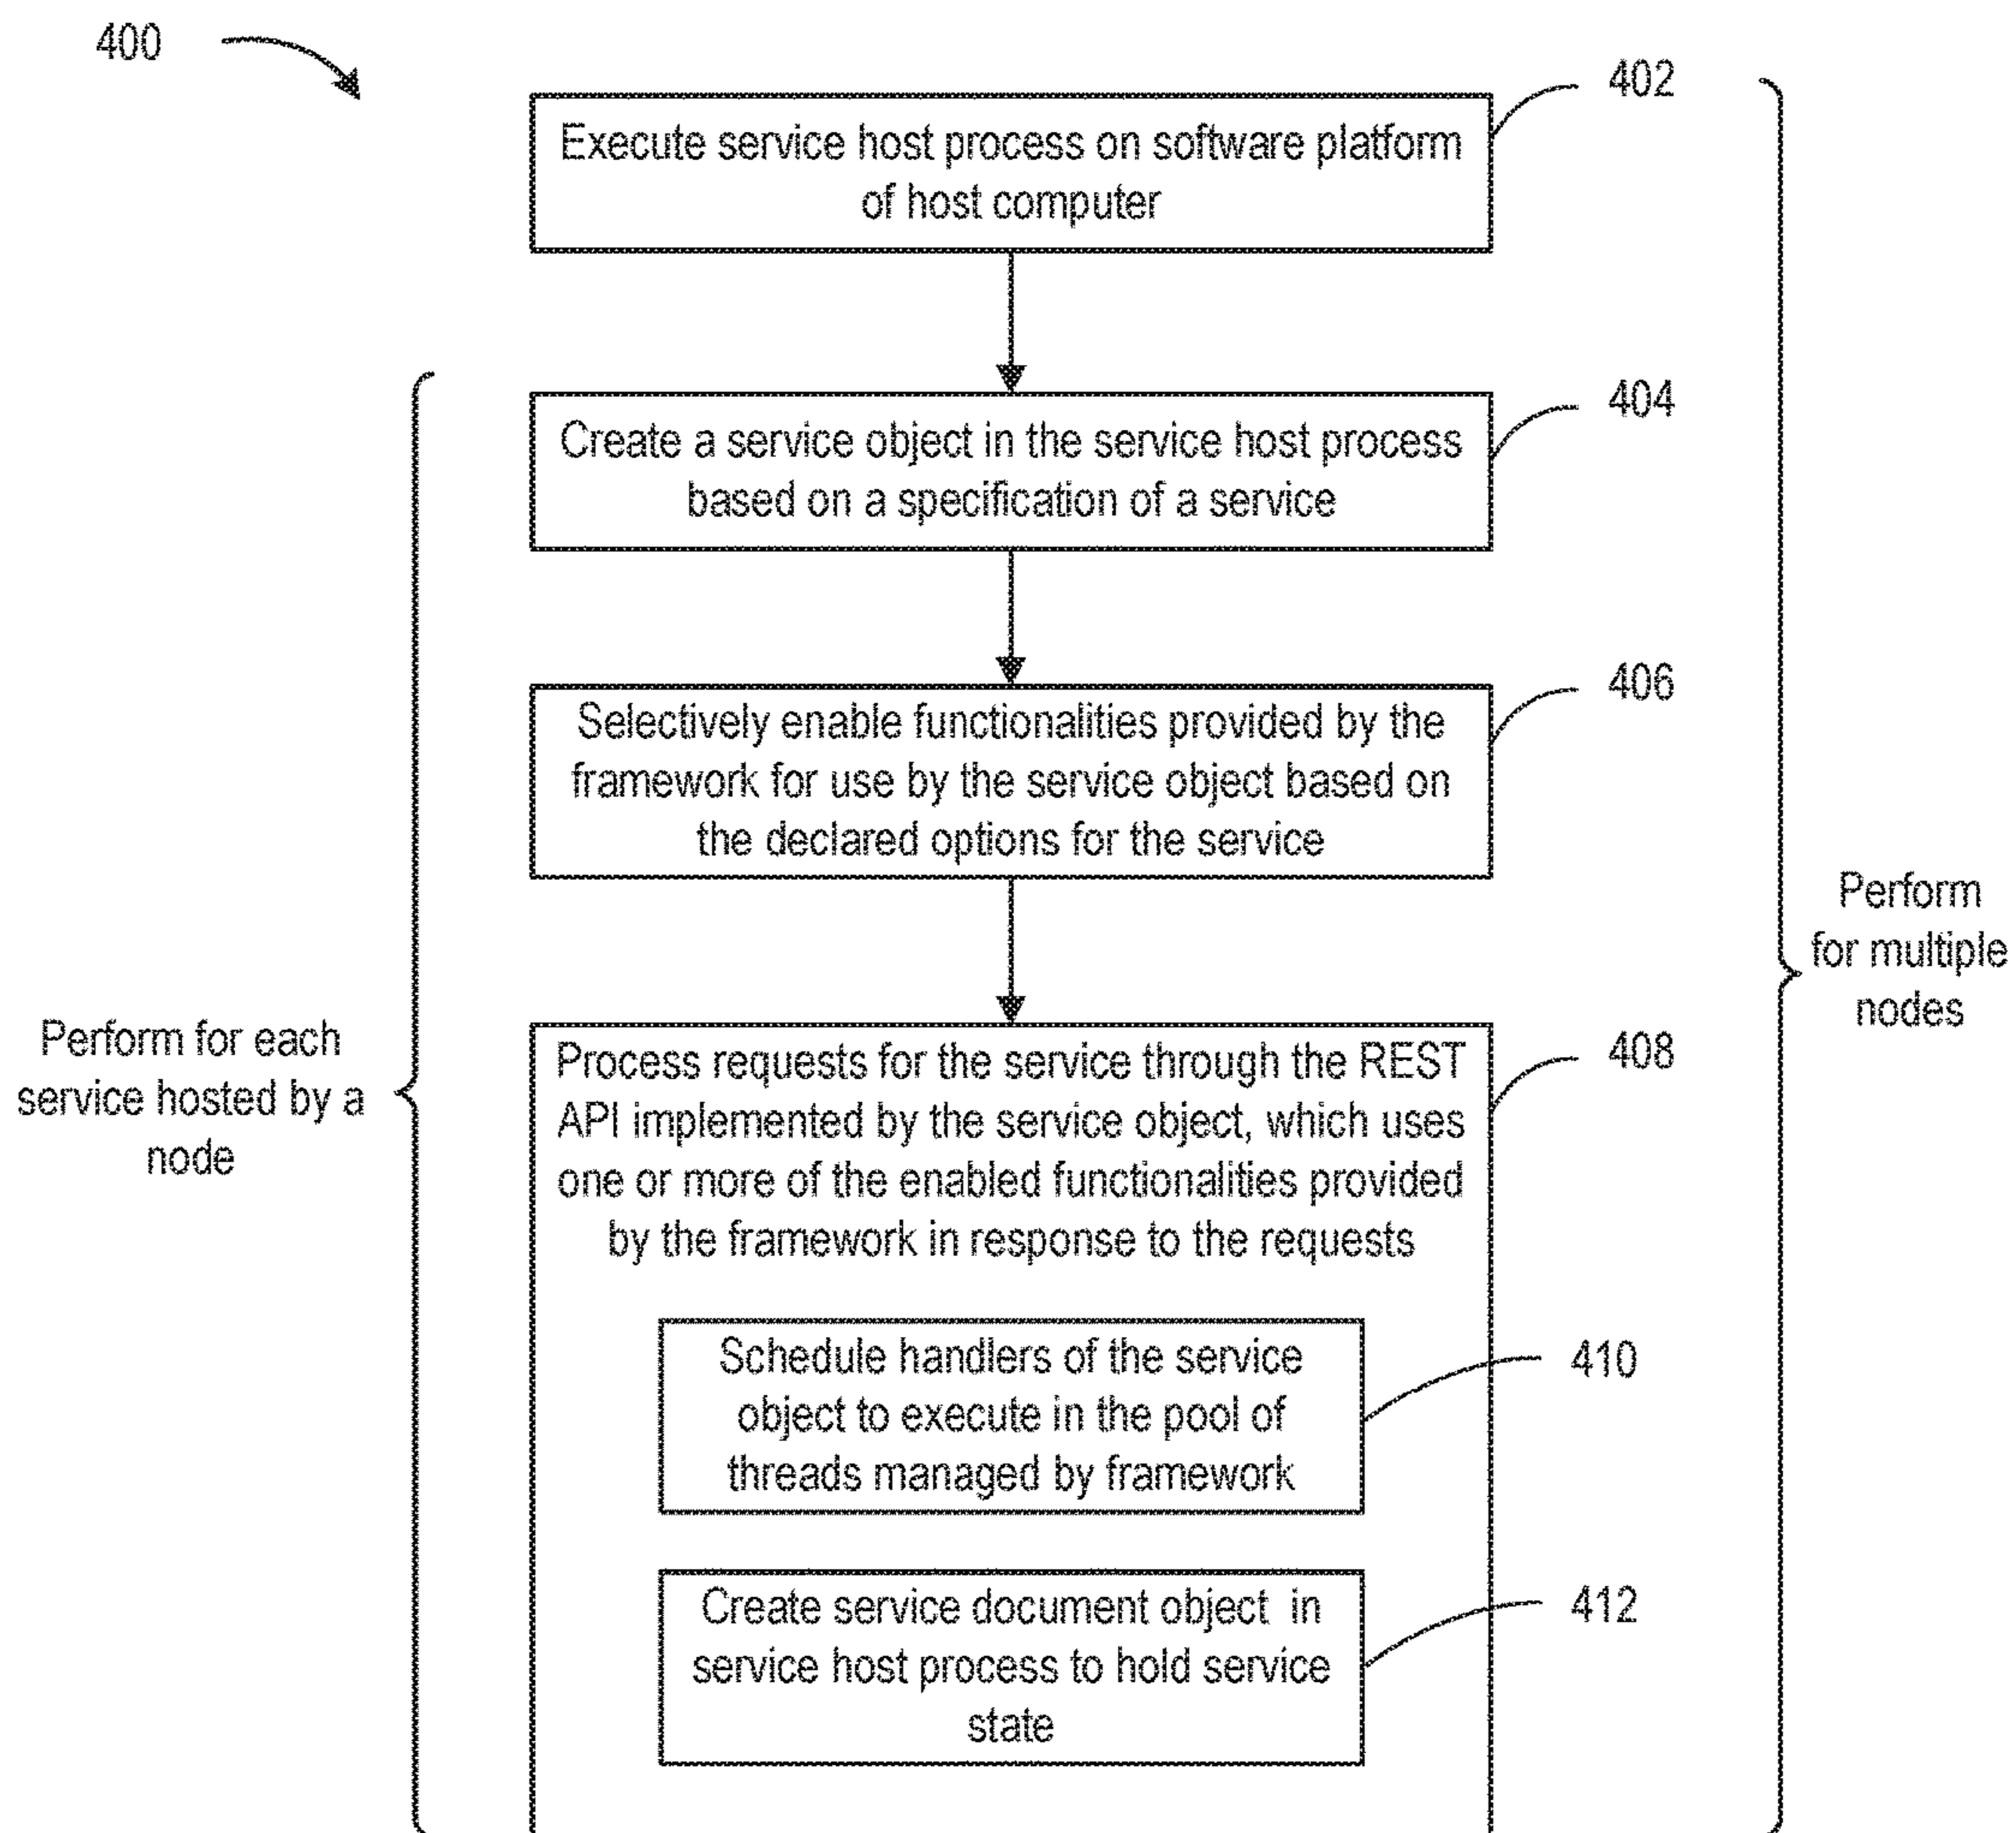 400
402
Execute service host process on software platform
of host computer
404
Create a service object in the service host process
based on a specification of a service
406
Selectively enable functionalities provided by the
framework for use by the service object based on
the declared options for the service
Perform
for multiple
nodes
Perform for each
service hosted by a
node
408
Process requests for the service through the REST
API implemented by the service object, which uses
one or more of the enabled functionalities provided
by the framework in response to the requests
410
Schedule handlers of the service
object to execute in the pool of
threads managed by framework
412
Create service document object in
service host process to hold service
state